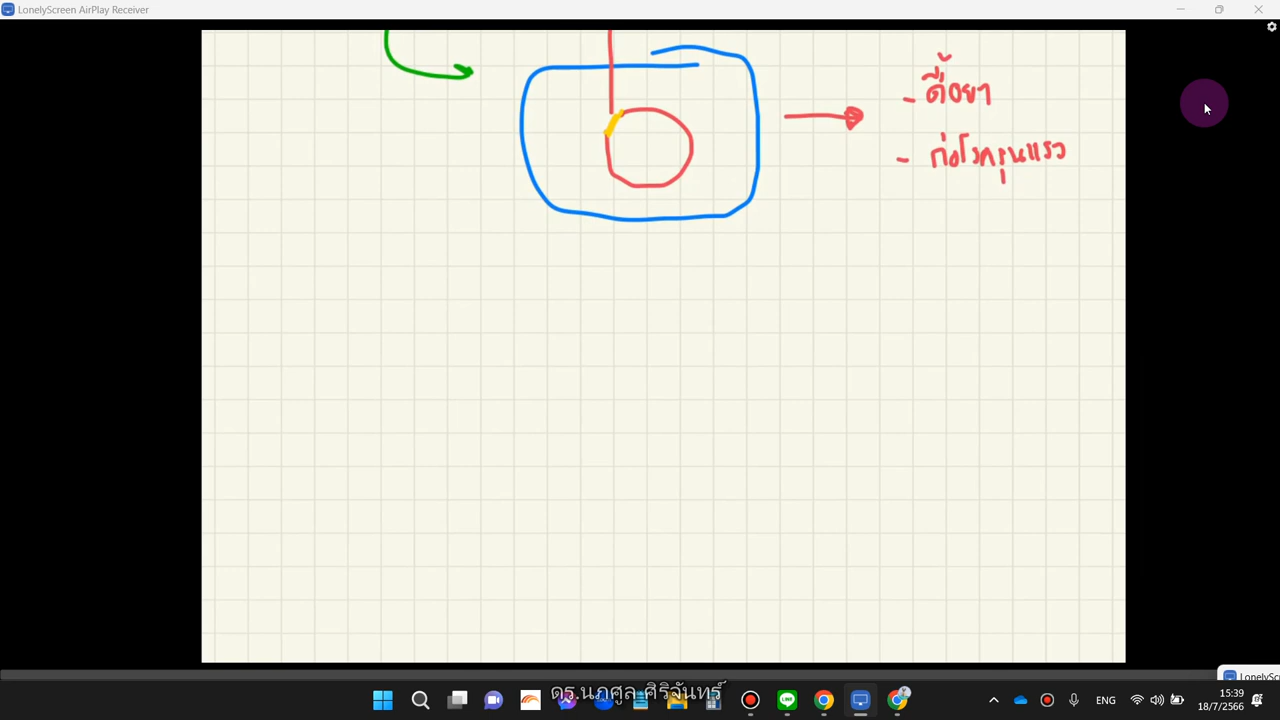 LonelyScreen AirPlay Receiver
- ดื้อยา
- ก่อโรครุนแรง
LonelySc
ดร.นภศูล ศิริจันทร์
ENG
15:39
18/7/2566